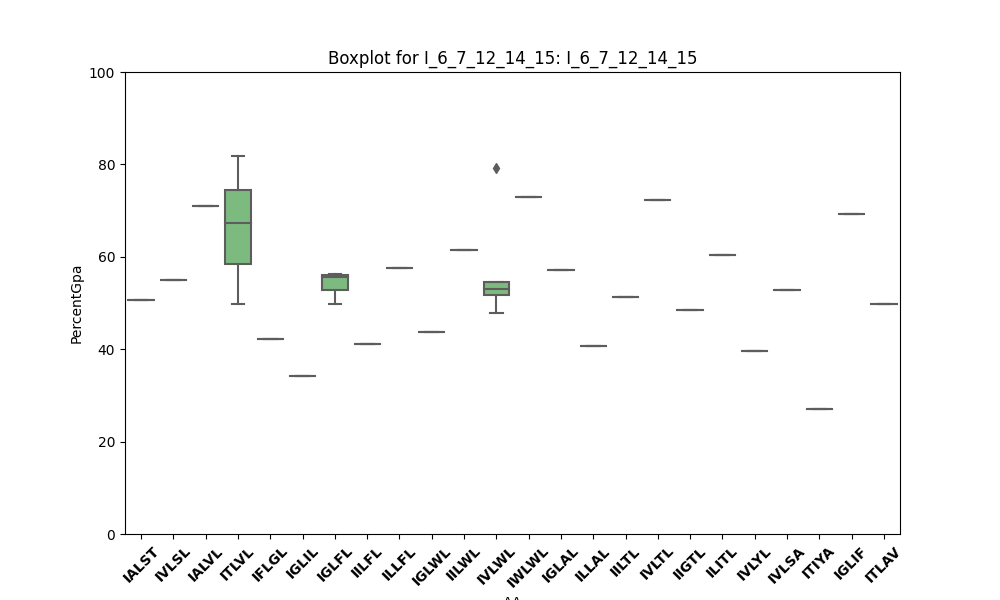 Boxplot for I_6_7_12_14_15: I_6_7_12_14_15
100
80
60
40
20
0
PercentGpa
IALST IVLSL IALVL ITLVL IFLGL IGLIL IGLFL IILFL ILLFL IGLWL IILWL IVLWL IWLWL IGLAL ILLAL IILTL IVLTL IIGTL ILITL IVLYL IVLSA ITIYA IGLIF ITLAV